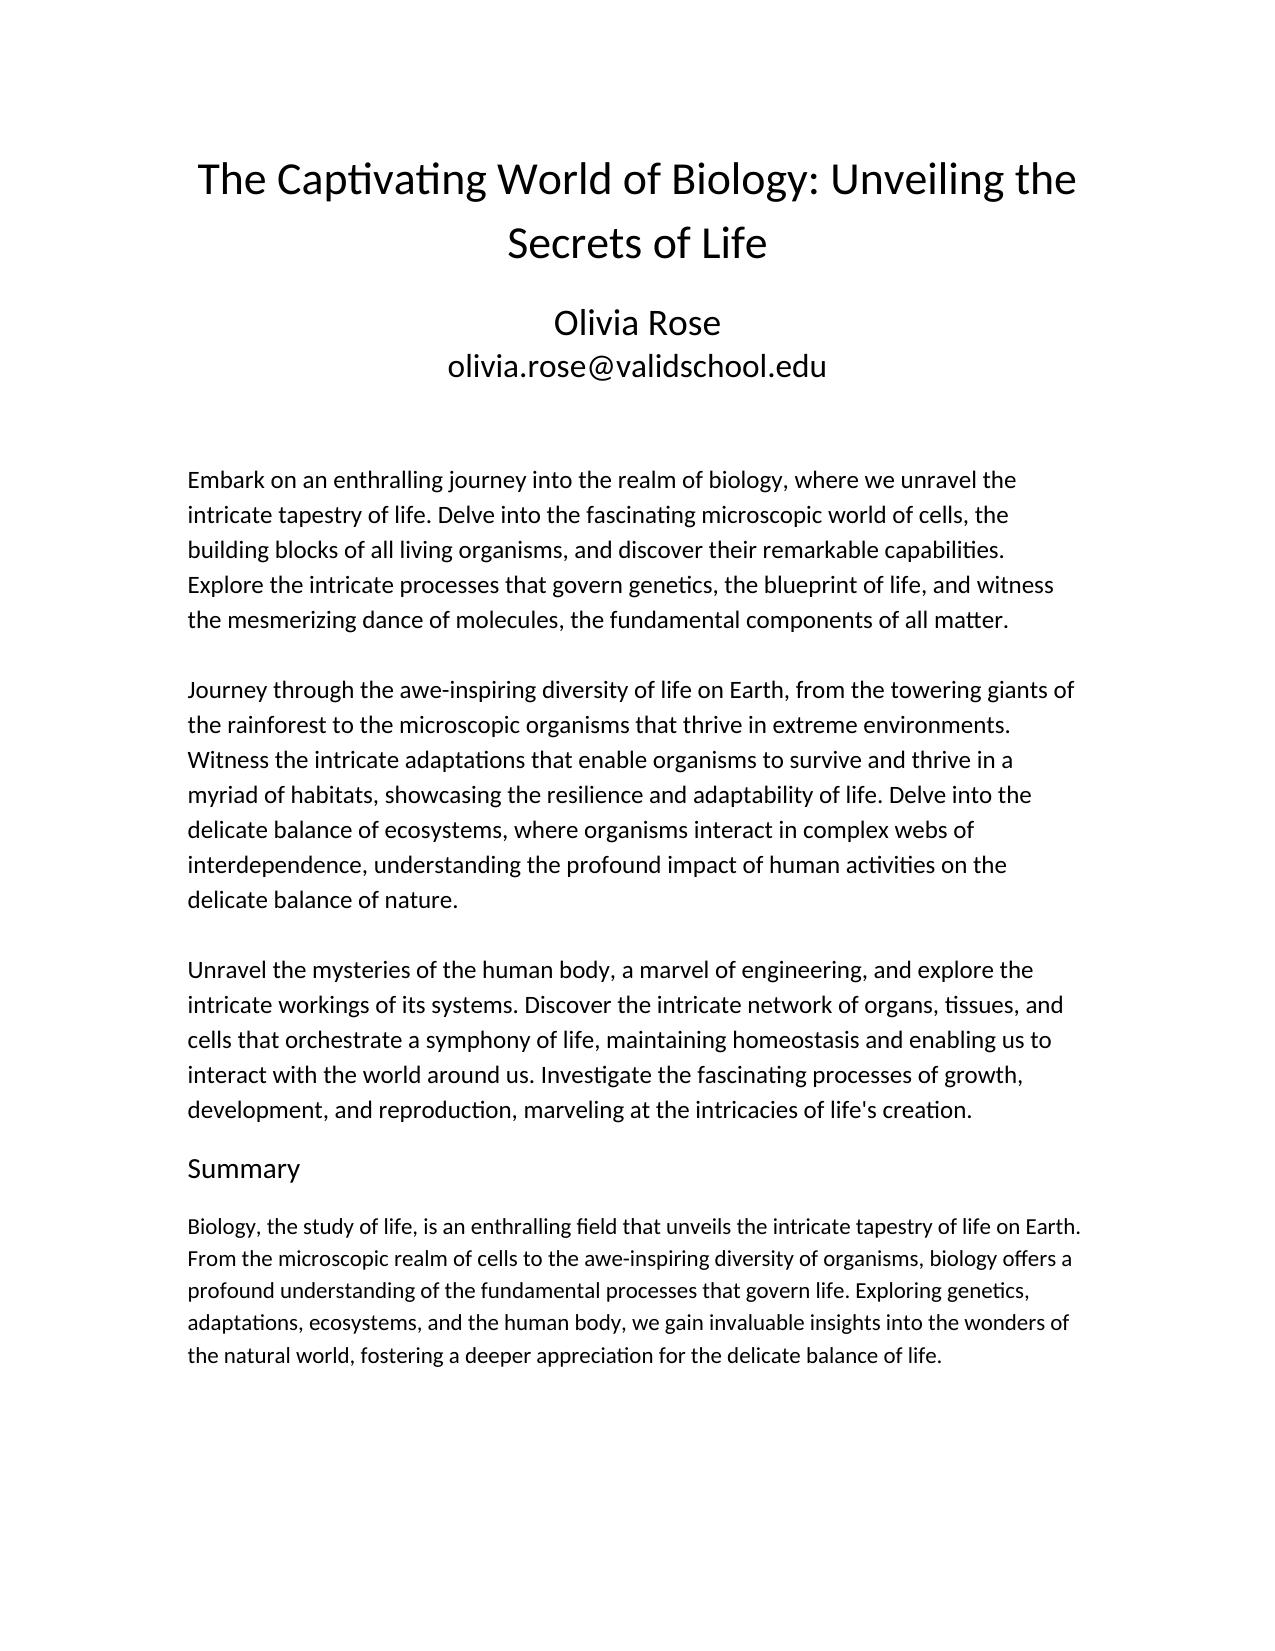 The Captivating World of Biology: Unveiling the
Secrets of Life
Olivia Rose
olivia.rose@validschool.edu
Embark on an enthralling journey into the realm of biology, where we unravel the
intricate tapestry of life. Delve into the fascinating microscopic world of cells, the
building blocks of all living organisms, and discover their remarkable capabilities.
Explore the intricate processes that govern genetics, the blueprint of life, and witness
the mesmerizing dance of molecules, the fundamental components of all matter.
Journey through the awe-inspiring diversity of life on Earth, from the towering giants of
the rainforest to the microscopic organisms that thrive in extreme environments.
Witness the intricate adaptations that enable organisms to survive and thrive in a
myriad of habitats, showcasing the resilience and adaptability of life. Delve into the
delicate balance of ecosystems, where organisms interact in complex webs of
interdependence, understanding the profound impact of human activities on the
delicate balance of nature.
Unravel the mysteries of the human body, a marvel of engineering, and explore the
intricate workings of its systems. Discover the intricate network of organs, tissues, and
cells that orchestrate a symphony of life, maintaining homeostasis and enabling us to
interact with the world around us. Investigate the fascinating processes of growth,
development, and reproduction, marveling at the intricacies of life's creation.
Summary
Biology, the study of life, is an enthralling field that unveils the intricate tapestry of life on Earth.
From the microscopic realm of cells to the awe-inspiring diversity of organisms, biology offers a
profound understanding of the fundamental processes that govern life. Exploring genetics,
adaptations, ecosystems, and the human body, we gain invaluable insights into the wonders of
the natural world, fostering a deeper appreciation for the delicate balance of life.